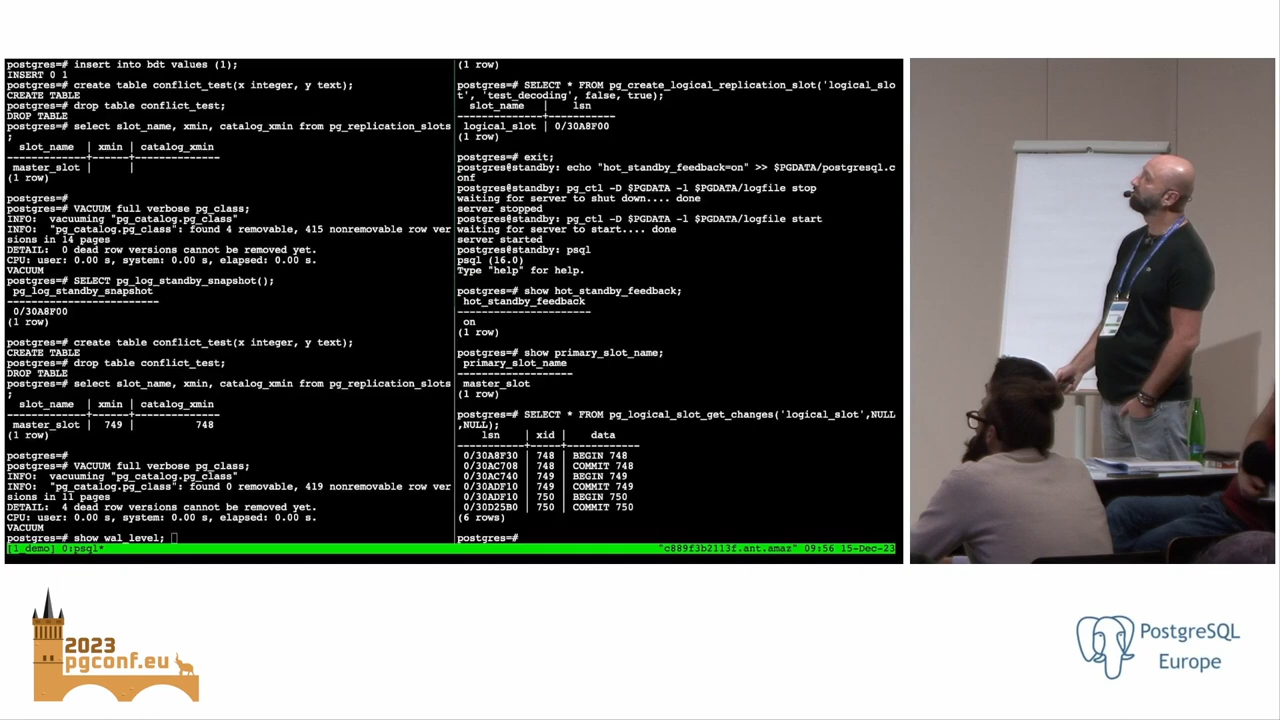 postgres=# insert into bdt values (1);
INSERT 0 1
postgres=# create table conflict_test(x integer, y text);
CREATE TABLE
postgres=# drop table conflict_test;
DROP TABLE
postgres=# select slot_name, xmin, catalog_xmin from pg_replication_slots
;
slot_name | xmin | catalog_xmin
-------------+------+--------------
master_slot | |
(1 row)
postgres=#
postgres=# VACUUM full verbose pg_class;
INFO: vacuuming "pg_catalog.pg_class"
INFO: "pg_catalog.pg_class": found 4 removable, 415 nonremovable row ver
sions in 14 pages
DETAIL: 0 dead row versions cannot be removed yet.
CPU: user: 0.00 s, system: 0.00 s, elapsed: 0.00 s.
VACUUM
postgres=# SELECT pg_log_standby_snapshot();
pg_log_standby_snapshot
-------------------------
0/30A8F00
(1 row)
postgres=# create table conflict_test(x integer, y text);
CREATE TABLE
postgres=# drop table conflict_test;
DROP TABLE
postgres=# select slot_name, xmin, catalog_xmin from pg_replication_slots
;
slot_name | xmin | catalog_xmin
-------------+------+--------------
master_slot | 749 | 748
(1 row)
postgres=#
postgres=# VACUUM full verbose pg_class;
INFO: vacuuming "pg_catalog.pg_class"
INFO: "pg_catalog.pg_class": found 0 removable, 419 nonremovable row ver
sions in 11 pages
DETAIL: 4 dead row versions cannot be removed yet.
CPU: user: 0.00 s, system: 0.00 s, elapsed: 0.00 s.
VACUUM
postgres=# show wal_level;
(1 row)
postgres=# SELECT * FROM pg_create_logical_replication_slot('logical_slo
t', 'test_decoding', false, true);
slot_name | lsn
--------------+-----------
logical_slot | 0/30A8F00
(1 row)
postgres=# exit;
postgres@standby: echo "hot_standby_feedback=on" >> $PGDATA/postgresql.c
onf
postgres@standby: pg_ctl -D $PGDATA -l $PGDATA/logfile stop
waiting for server to shut down.... done
server stopped
postgres@standby: pg_ctl -D $PGDATA -l $PGDATA/logfile start
waiting for server to start.... done
server started
postgres@standby: psql
psql (16.0)
Type "help" for help.
postgres=# show hot_standby_feedback;
hot_standby_feedback
----------------------
on
(1 row)
postgres=# show primary_slot_name;
primary_slot_name
-------------------
master_slot
(1 row)
postgres=# SELECT * FROM pg_logical_slot_get_changes('logical_slot',NULL
,NULL);
lsn | xid | data
-----------+-----+------------
0/30A8F30 | 748 | BEGIN 748
0/30AC708 | 748 | COMMIT 748
0/30AC740 | 749 | BEGIN 749
0/30ADF10 | 749 | COMMIT 749
0/30ADF10 | 750 | BEGIN 750
0/30D25B0 | 750 | COMMIT 750
(6 rows)
postgres=#
[1_demo] 0:psql*
"c889f3b2113f.ant.amaz" 09:56 15-Dec-23
2023
pgconf.eu
PostgreSQL
Europe